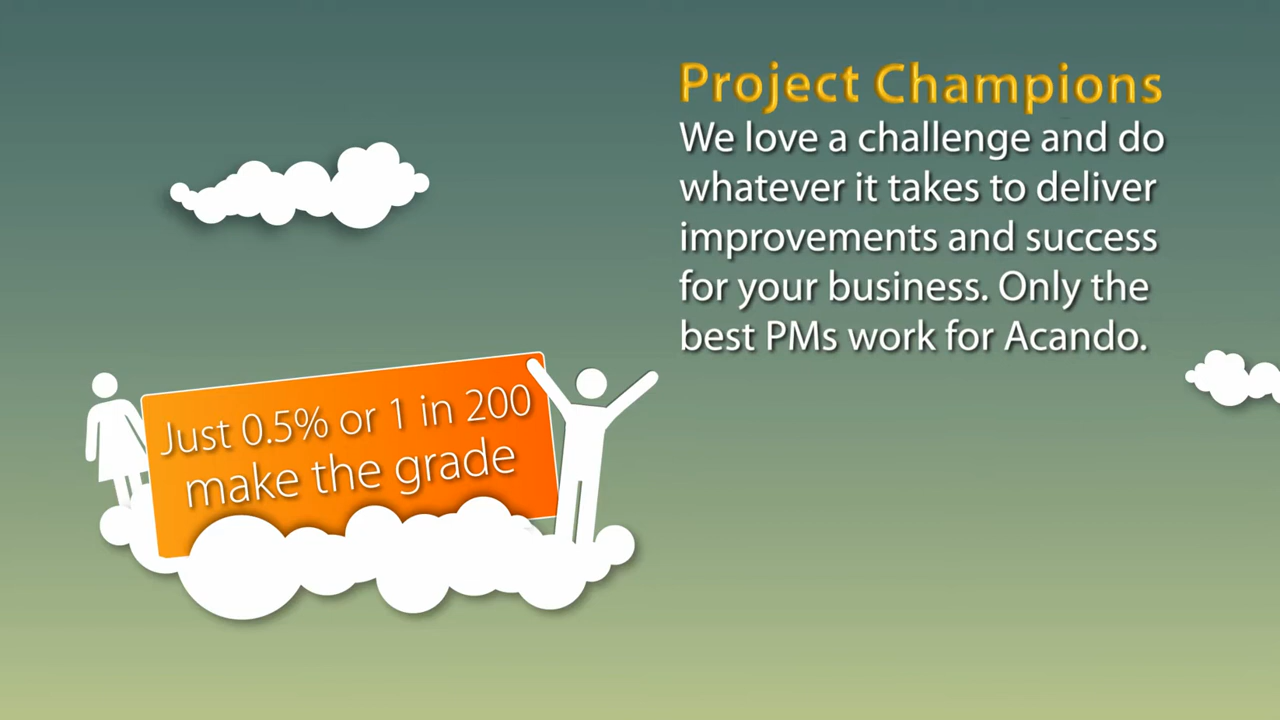 Project Champions
We love a challenge and do
whatever it takes to deliver
improvements and success
for your business. Only the
best PMs work for Acando.
Just 0.5% or 1 in 200
make the grade